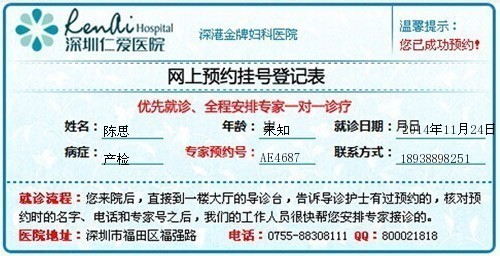 RenAi Hospital
深圳仁爱医院
深港金牌妇科医院
温馨提示:
您已成功预约!
网上预约挂号登记表
优先就诊、全程安排专家一对一诊疗
姓名: 陈思 年龄: 未知 就诊日期: 2014年11月24日
病症: 产检 专家预约号: AE4687 联系方式: 18938898251
就诊流程: 您来院后,直接到一楼大厅的导诊台,告诉导诊护士有过预约的,核对预
约时的名字、电话和专家号之后,我们的工作人员很快帮您安排专家接诊的。
医院地址: 深圳市福田区福强路 电话: 0755-88308111 QQ: 800021818